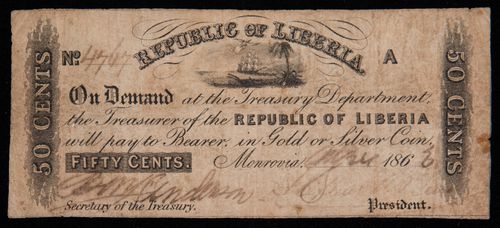 REPUBLIC OF LIBERIA.
No. A
50 CENTS
On Demand at the Treasury Department,
the Treasurer of the REPUBLIC OF LIBERIA
will pay to Bearer, in Gold or Silver Coin,
FIFTY CENTS.
Monrovia, 186
50 CENTS
Secretary of the Treasury. President.